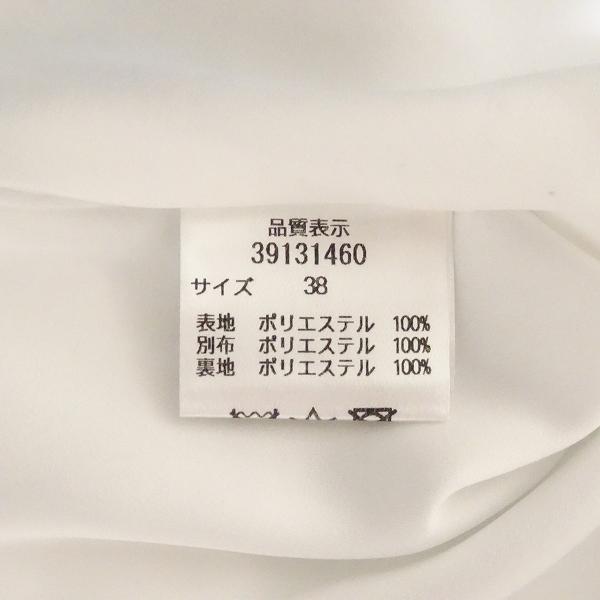 品質表示
39131460
サイズ 38
表地 ポリエステル 100%
別布 ポリエステル 100%
裏地 ポリエステル 100%